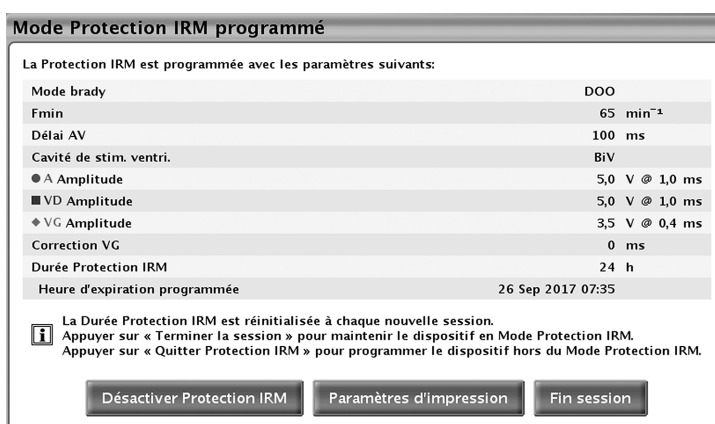 Mode Protection IRM programmé
La Protection IRM est programmée avec les paramètres suivants:
Mode brady DOO
Fmin 65 min⁻¹
Délai AV 100 ms
Cavité de stim. ventri. BiV
A Amplitude 5,0 V @ 1,0 ms
VD Amplitude 5,0 V @ 1,0 ms
VG Amplitude 3,5 V @ 0,4 ms
Correction VG 0 ms
Durée Protection IRM 24 h
Heure d'expiration programmée 26 Sep 2017 07:35
La Durée Protection IRM est réinitialisée à chaque nouvelle session.
Appuyer sur « Terminer la session » pour maintenir le dispositif en Mode Protection IRM.
Appuyer sur « Quitter Protection IRM » pour programmer le dispositif hors du Mode Protection IRM.
Désactiver Protection IRM Paramètres d'impression Fin session